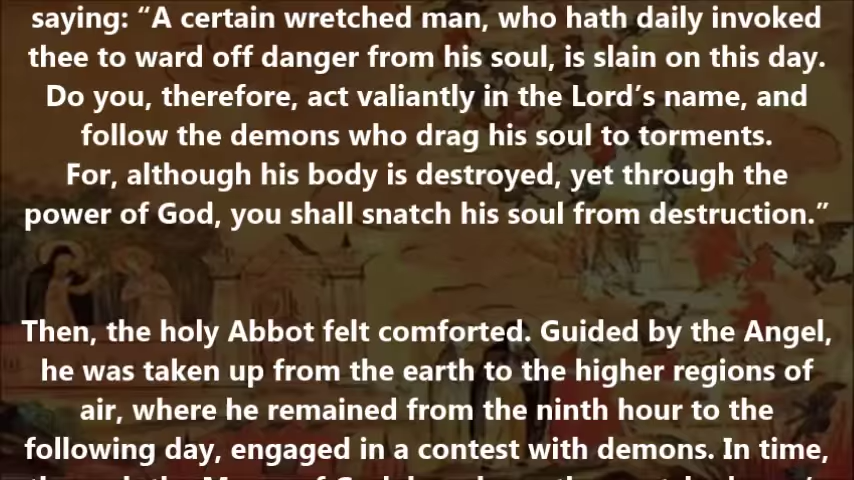 saying: “A certain wretched man, who hath daily invoked
thee to ward off danger from his soul, is slain on this day.
Do you, therefore, act valiantly in the Lord’s name, and
follow the demons who drag his soul to torments.
For, although his body is destroyed, yet through the
power of God, you shall snatch his soul from destruction.”
Then, the holy Abbot felt comforted. Guided by the Angel,
he was taken up from the earth to the higher regions of
air, where he remained from the ninth hour to the
following day, engaged in a contest with demons. In time,